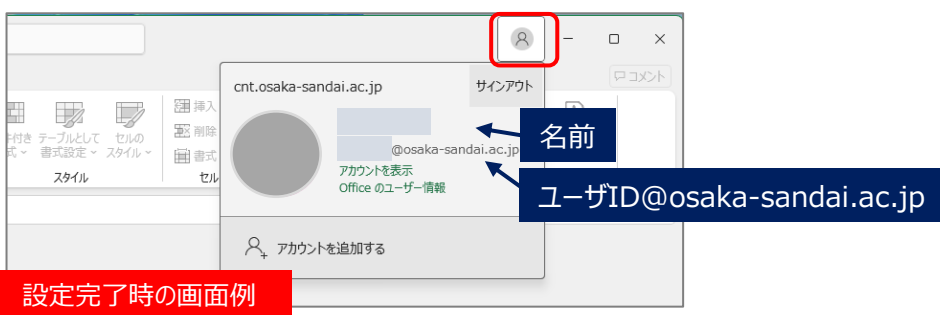 コメント
cnt.osaka-sandai.ac.jp
サインアウト
@osaka-sandai.ac.jp
アカウントを表示
Office のユーザー情報
アカウントを追加する
名前
ユーザID@osaka-sandai.ac.jp
挿入
削除
書式
テーブルとして
書式設定
セルの
スタイル
スタイル
セル
設定完了時の画面例